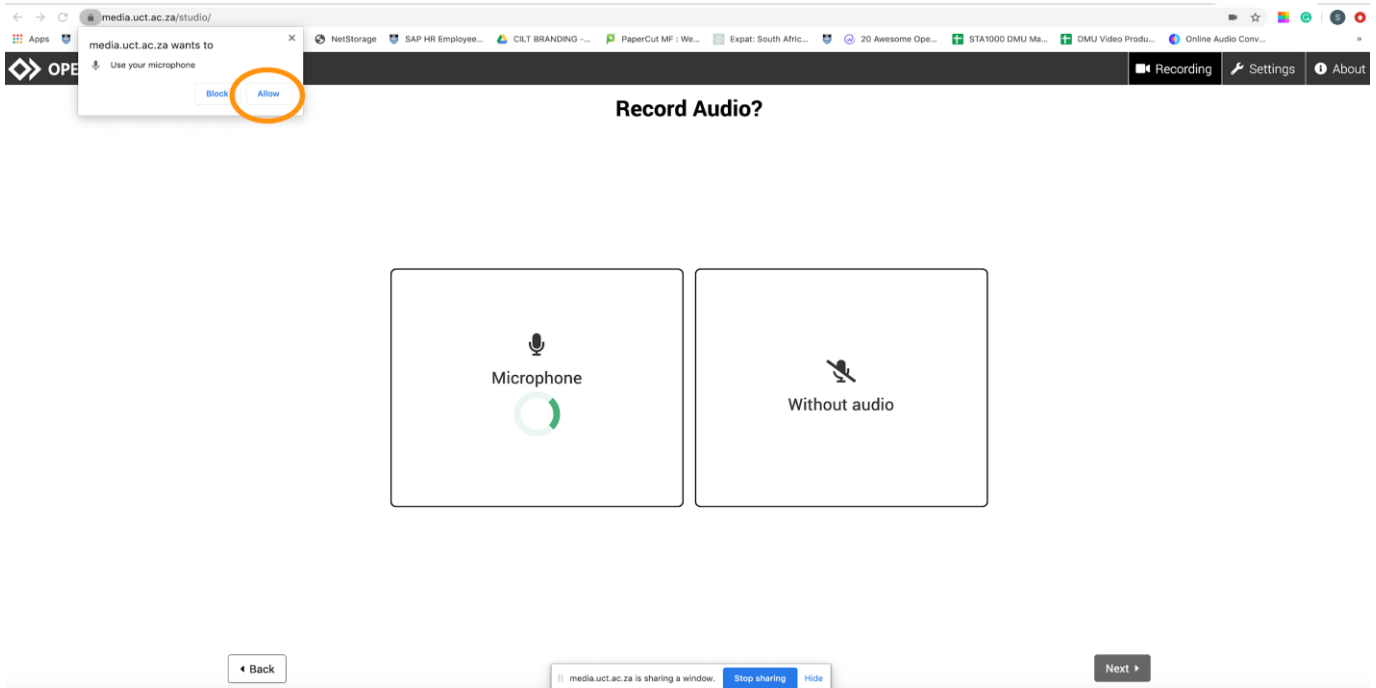 media.uct.ac.za/studio/
Apps
NetStorage
SAP HR Employee...
CILT BRANDING -...
PaperCut MF : We...
Expat: South Afric...
20 Awesome Ope...
STA1000 DMU Ma...
DMU Video Produ...
Online Audio Conv...
»
media.uct.ac.za wants to
×
Use your microphone
Block
Allow
OPE
Recording
Settings
About
Record Audio?
Microphone
Without audio
Back
media.uct.ac.za is sharing a window.
Stop sharing
Hide
Next